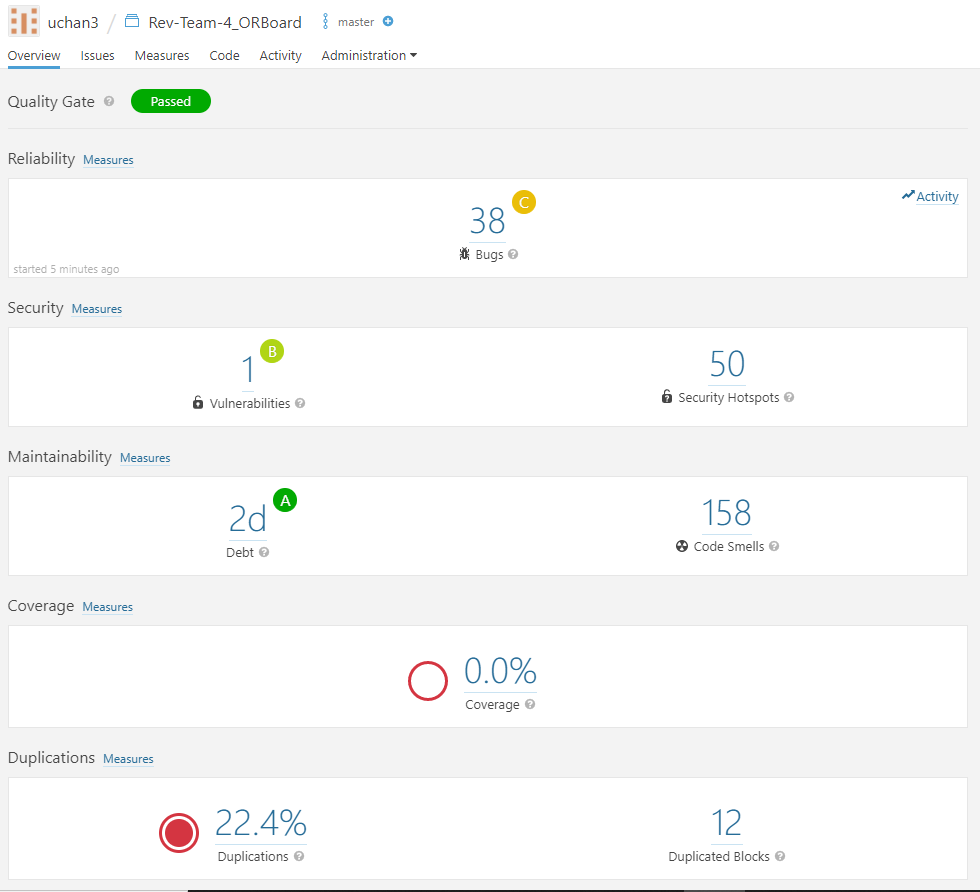 uchan3 / Rev-Team-4_ORBoard master
Overview Issues Measures Code Activity Administration
Quality Gate ? Passed
Reliability Measures
Activity
38 C
Bugs ?
started 5 minutes ago
Security Measures
1 B 50
Vulnerabilities ? Security Hotspots ?
Maintainability Measures
2d A 158
Debt ? Code Smells ?
Coverage Measures
0.0%
Coverage ?
Duplications Measures
22.4% 12
Duplications ? Duplicated Blocks ?